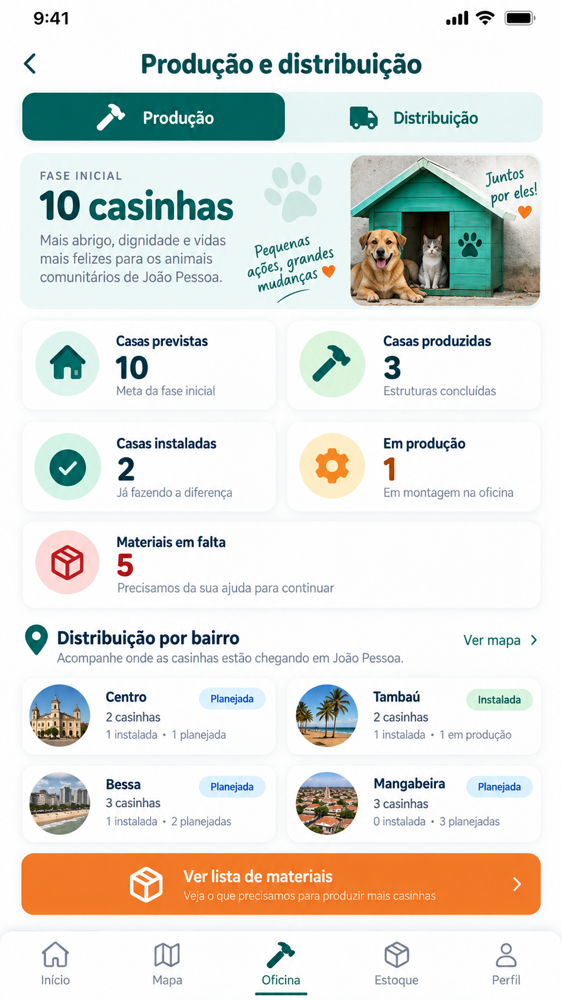 9:41
Produção e distribuição
Produção
Distribuição
FASE INICIAL
10 casinhas
Mais abrigo, dignidade e vidas
mais felizes para os animais
comunitários de João Pessoa.
Pequenas
ações, grandes
mudanças
Juntos
por eles!
Casas previstas
10
Meta da fase inicial
Casas produzidas
3
Estruturas concluídas
Casas instaladas
2
Já fazendo a diferença
Em produção
1
Em montagem na oficina
Materiais em falta
5
Precisamos da sua ajuda para continuar
Distribuição por bairro
Ver mapa
Acompanhe onde as casinhas estão chegando em João Pessoa.
Centro
Planejada
2 casinhas
1 instalada • 1 planejada
Tambaú
Instalada
2 casinhas
1 instalada • 1 em produção
Bessa
Planejada
3 casinhas
1 instalada • 2 planejadas
Mangabeira
Planejada
3 casinhas
0 instalada • 3 planejadas
Ver lista de materiais
Veja o que precisamos para produzir mais casinhas
Início
Mapa
Oficina
Estoque
Perfil